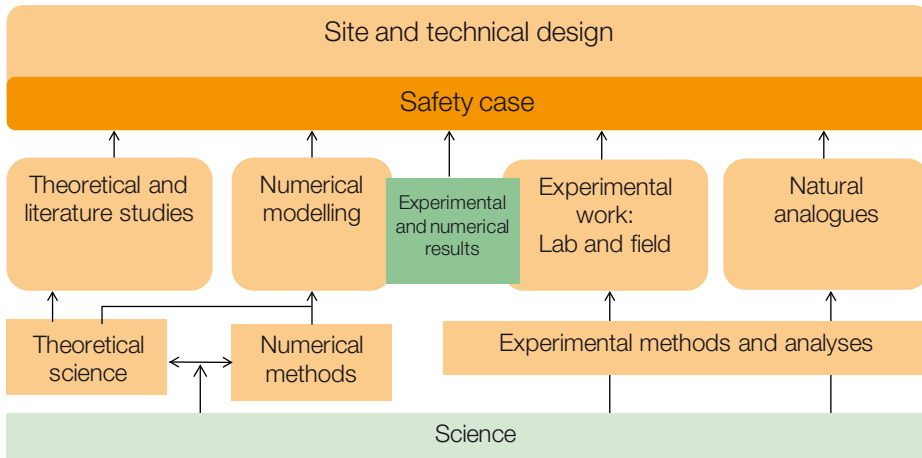 Site and technical design
Safety case
Theoretical and
literature studies
Numerical
modelling
Experimental
and numerical
results
Experimental
work:
Lab and field
Natural
analogues
Theoretical
science
Numerical
methods
Experimental methods and analyses
Science